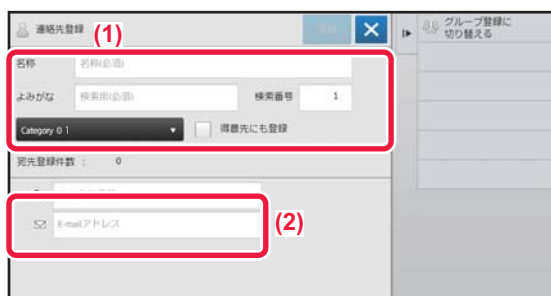 連絡先登録
(1)
グループ登録に
切り替える
名称 名称(必須)
よみがな 検索用(必須) 検索番号 1
Category 0 1 得意先にも登録
宛先登録件数 : 0
E-mailアドレス
(2)